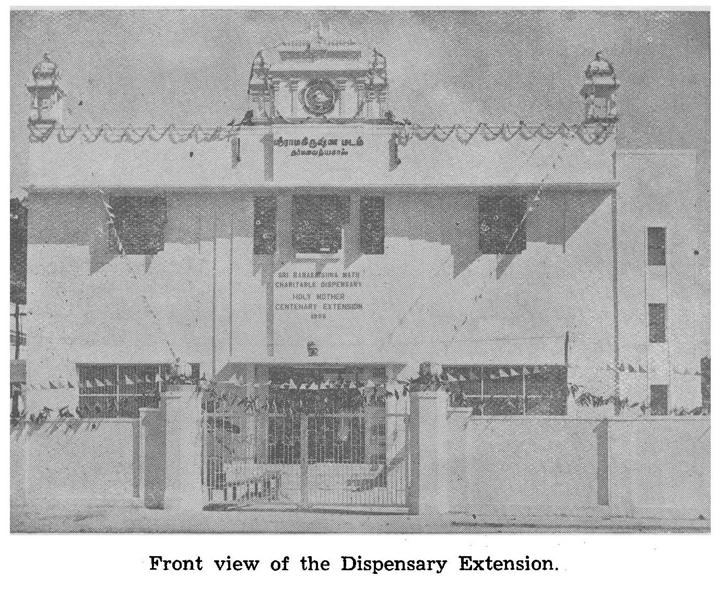 ஸ்ரீராமகிருஷ்ண மடம்
தர்மவைத்யசாலை
SRI RAMAKRISHNA MATH
CHARITABLE DISPENSARY
HOLY MOTHER
CENTENARY EXTENSION
Front view of the Dispensary Extension.